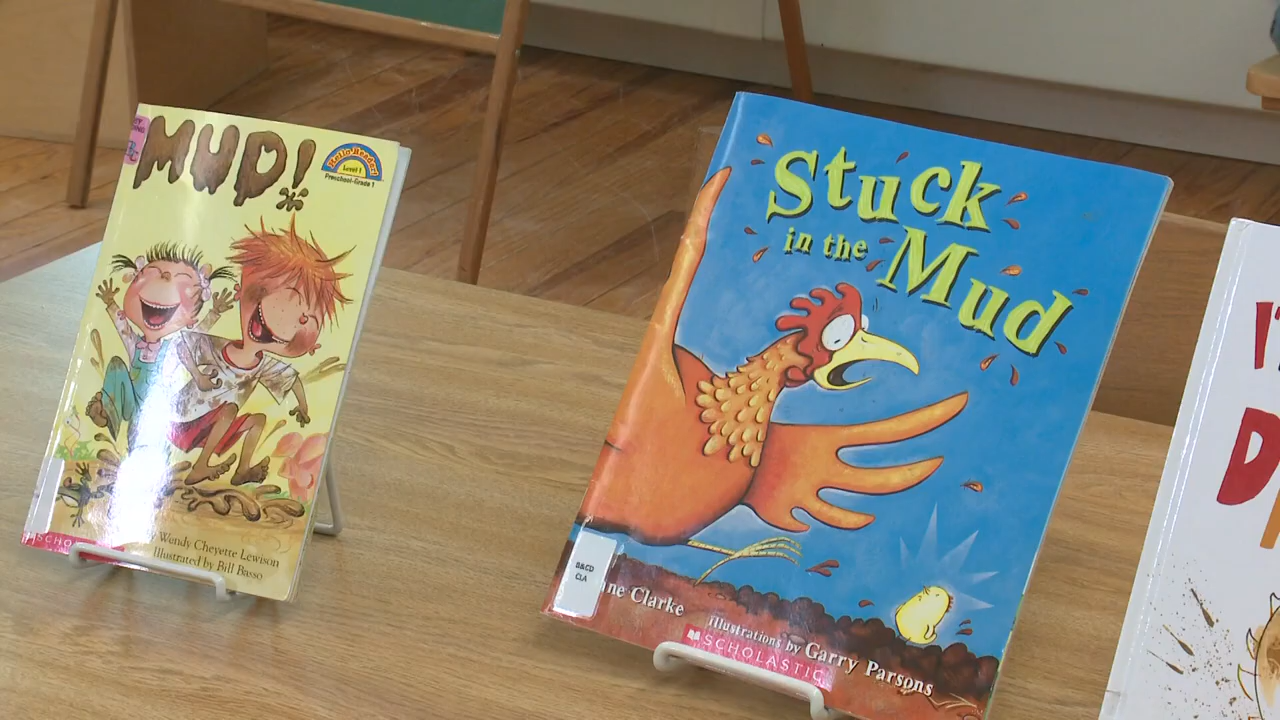 MUD!
Hello Reader!
Level 1
Preschool-Grade 1
Wendy Cheyette Lewison
Illustrated by Bill Basso
SCHO
Stuck
in the
Mud
B&CD
CLA
ne Clarke
illustrations by Garry Parsons
SCHOLASTIC